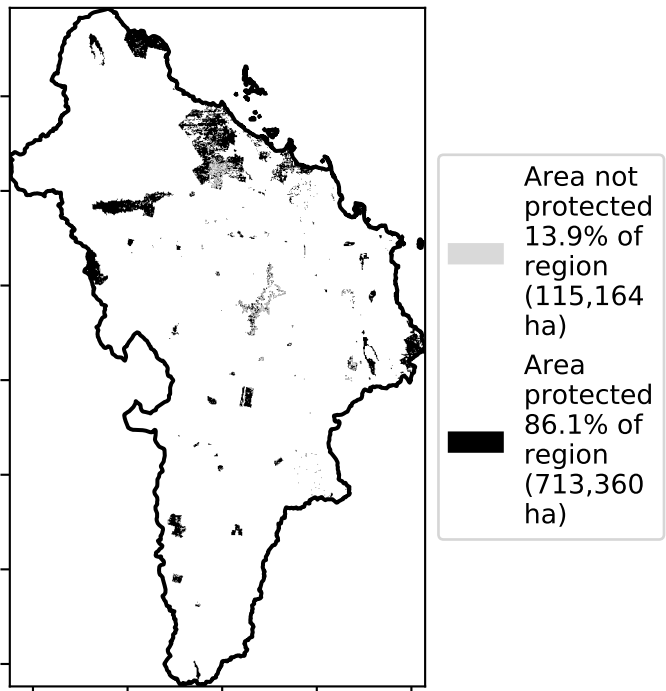 Area not
protected
13.9% of
region
(115,164
ha)
Area
protected
86.1% of
region
(713,360
ha)